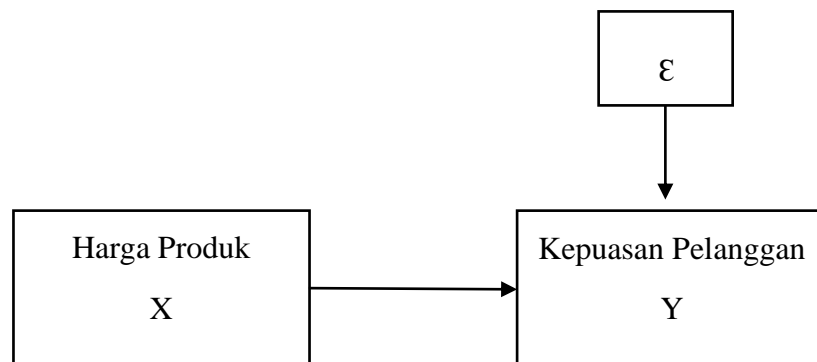 ε
Harga Produk
X
Kepuasan Pelanggan
Y